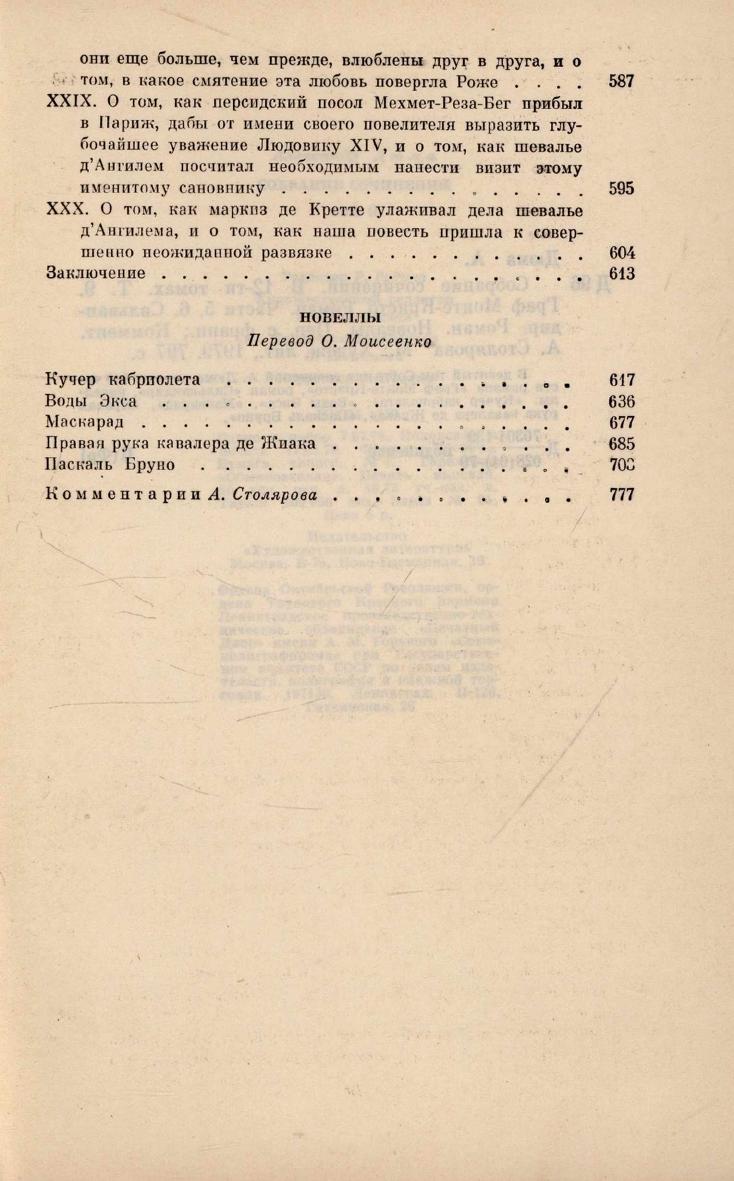 они еще больше, чем прежде, влюблены друг в друга, и о
том, в какое смятение эта любовь повергла Роже . . . . 587
XXIX. О том, как персидский посол Мехмет-Реза-Бег прибыл
в Париж, дабы от имени своего повелителя выразить глу-
бочайшее уважение Людовику XIV, и о том, как шевалье
д’Ангилем посчитал необходимым нанести визит этому
именитому сановнику . . . . . . . . . . . . . . . . 595
XXX. О том, как маркиз де Кретте улаживал дела шевалье
д’Ангилема, и о том, как наша повесть пришла к совер-
шенно неожиданной развязке . . . . . . . . . . . . 604
Заключение . . . . . . . . . . . . . . . . . . . . . 613
НОВЕЛЛЫ
Перевод О. Моисеенко
Кучер кабриолета . . . . . . . . . . . . . . . . . . 617
Воды Экса . . . . . . . . . . . . . . . . . . . . 636
Маскарад . . . . . . . . . . . . . . . . . . . . . 677
Правая рука кавалера де Жиака . . . . . . . . . . . . 685
Паскаль Бруно . . . . . . . . . . . . . . . . . . .
Комментарии А. Столярова . . . . . . . . . . . . 777